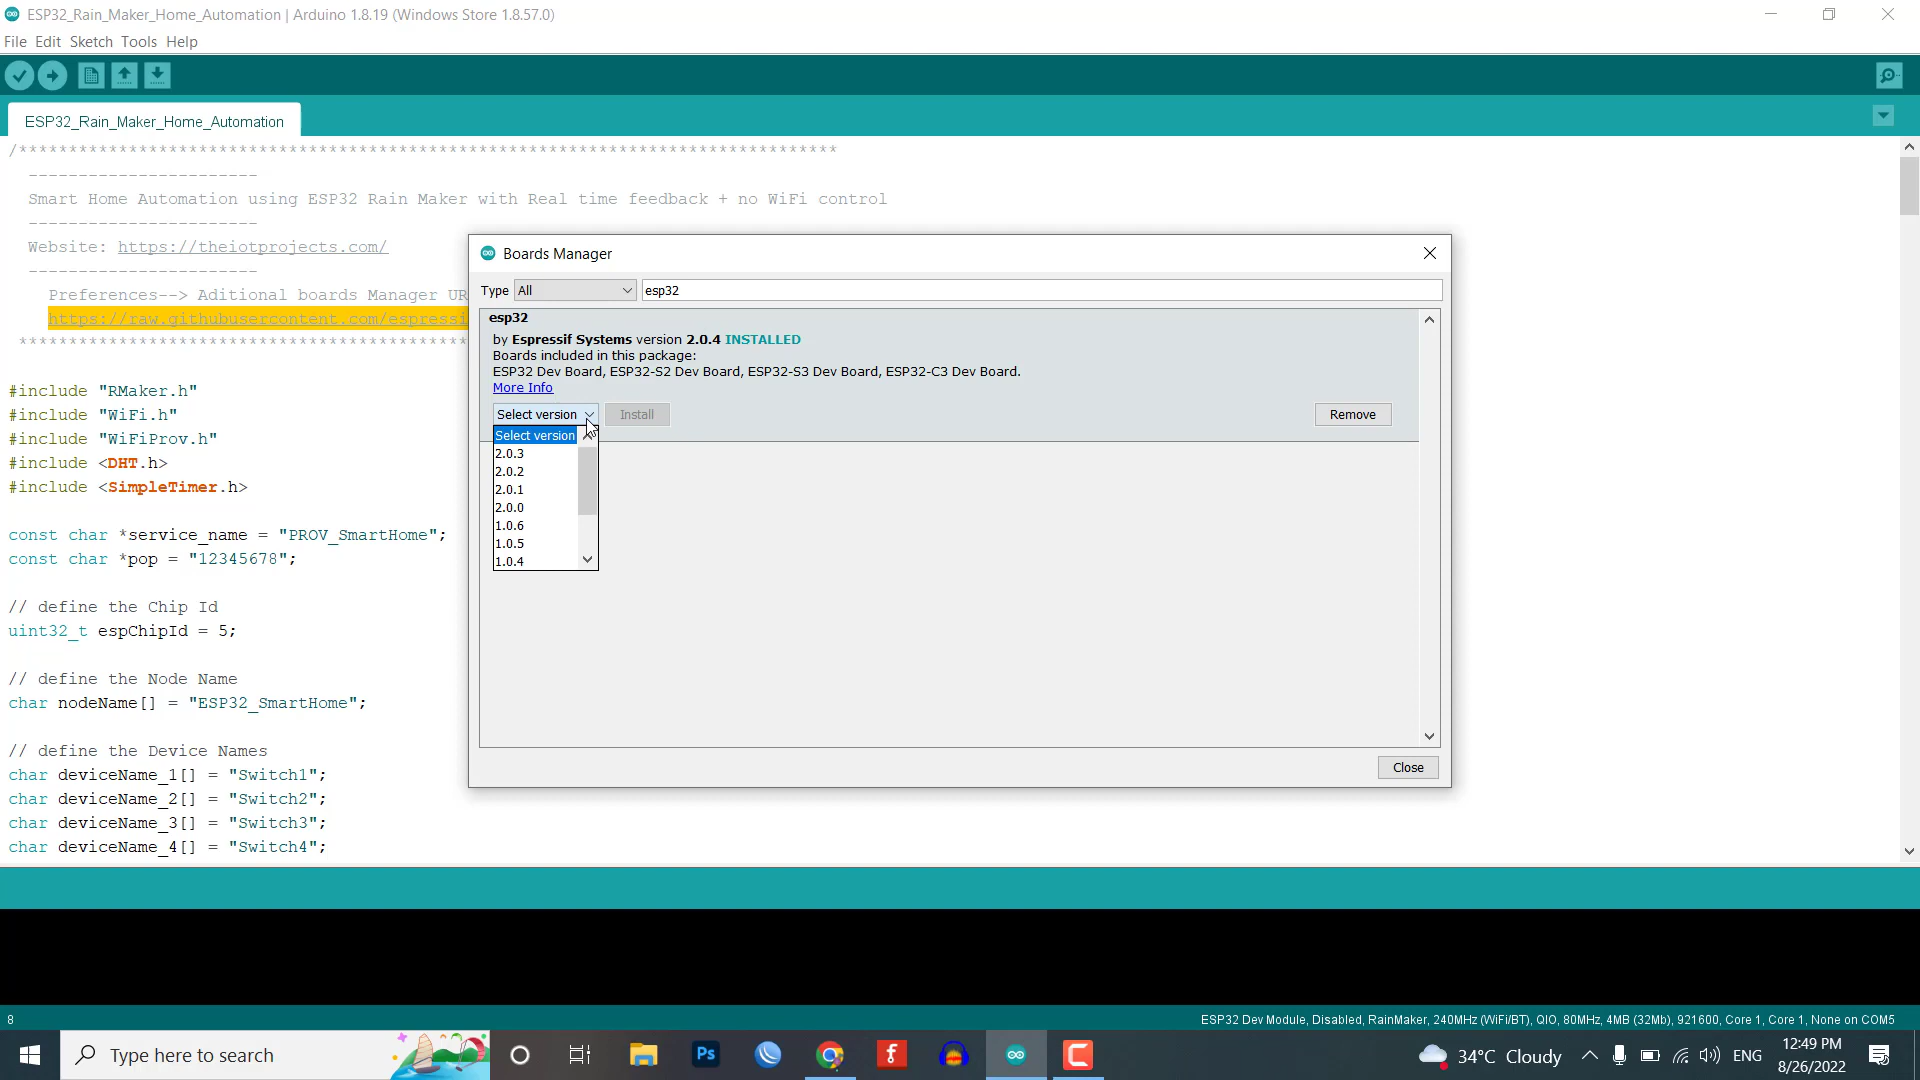 ESP32_Rain_Maker_Home_Automation | Arduino 1.8.19 (Windows Store 1.8.57.0)
File Edit Sketch Tools Help
ESP32_Rain_Maker_Home_Automation
/**********************************************************************************
-----------------------
Smart Home Automation using ESP32 Rain Maker with Real time feedback + no WiFi control
-----------------------
Website: https://theiotprojects.com/
-----------------------
Preferences--> Aditional boards Manager UR
https://raw.githubusercontent.com/espressi
*********************************************
#include "RMaker.h"
#include "WiFi.h"
#include "WiFiProv.h"
#include <DHT.h>
#include <SimpleTimer.h>
const char *service_name = "PROV_SmartHome";
const char *pop = "12345678";
// define the Chip Id
uint32_t espChipId = 5;
// define the Node Name
char nodeName[] = "ESP32_SmartHome";
// define the Device Names
char deviceName_1[] = "Switch1";
char deviceName_2[] = "Switch2";
char deviceName_3[] = "Switch3";
char deviceName_4[] = "Switch4";
Boards Manager
Type All esp32
esp32
by Espressif Systems version 2.0.4 INSTALLED
Boards included in this package:
ESP32 Dev Board, ESP32-S2 Dev Board, ESP32-S3 Dev Board, ESP32-C3 Dev Board.
More Info
Select version Install Remove
Select version
2.0.3
2.0.2
2.0.1
2.0.0
1.0.6
1.0.5
1.0.4
Close
8 ESP32 Dev Module, Disabled, RainMaker, 240MHz (WiFi/BT), QIO, 80MHz, 4MB (32Mb), 921600, Core 1, Core 1, None on COM5
Type here to search Ps f C 34°C Cloudy ENG 12:49 PM
8/26/2022